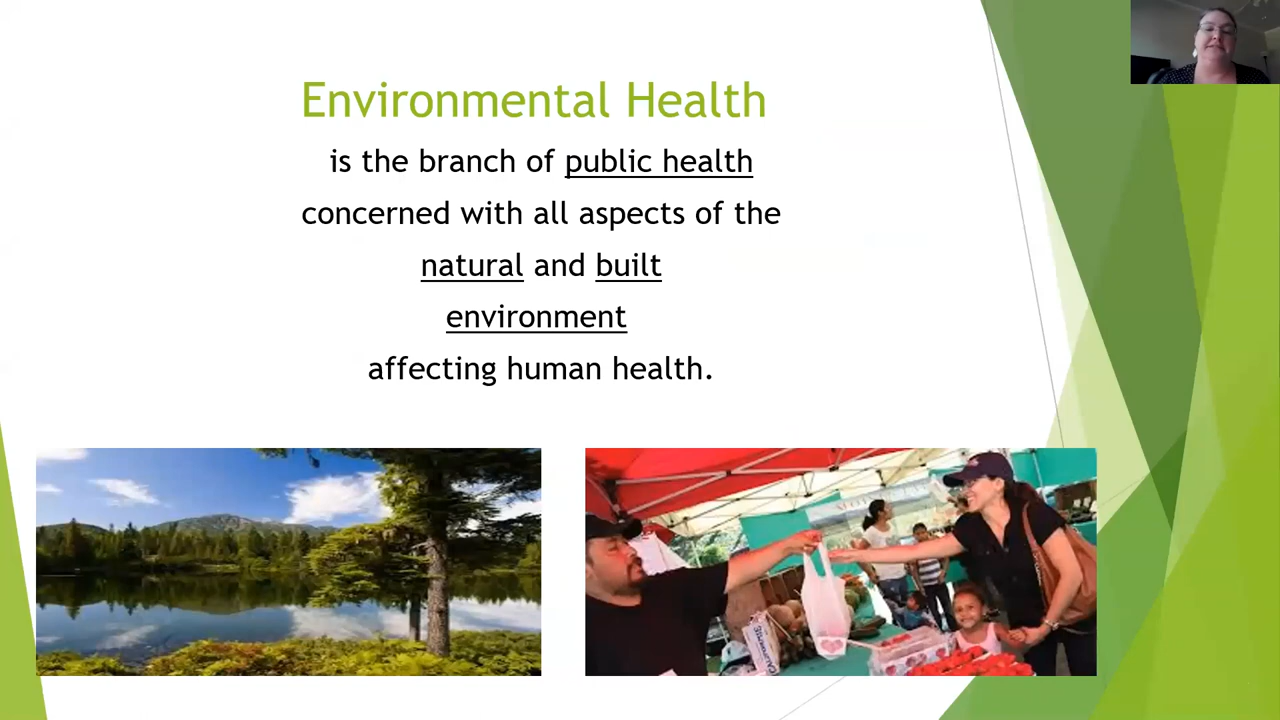 Environmental Health
is the branch of public health
concerned with all aspects of the
natural and built
environment
affecting human health.